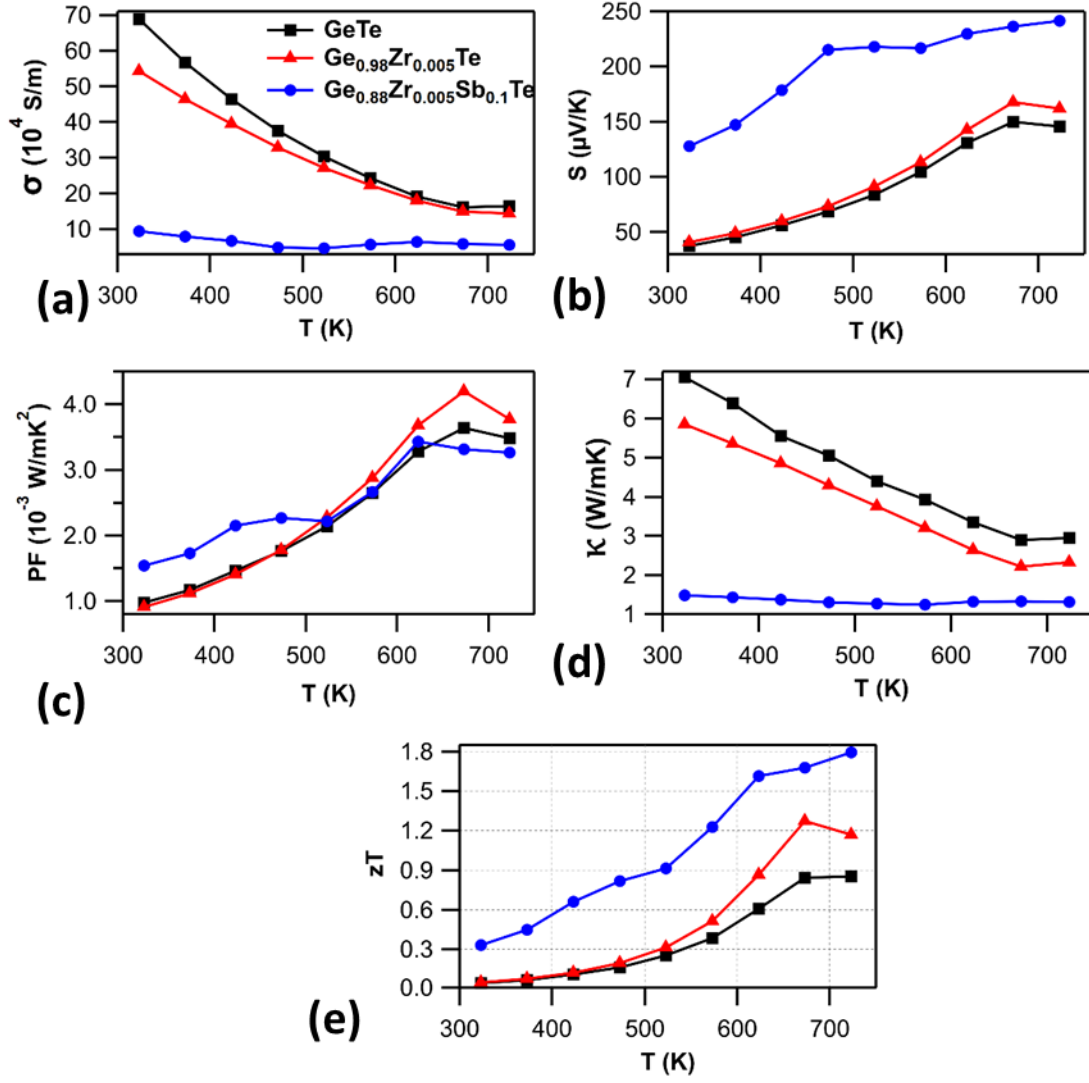 70
60
50
40
30
20
10
σ (10⁴ S/m)
GeTe
Ge₀.₉₈Zr₀.₀₀₅Te
Ge₀.₈₈Zr₀.₀₀₅Sb₀.₁Te
300 400 500 600 700
T (K)
(a)
250
200
150
100
50
S (µV/K)
300 400 500 600 700
T (K)
(b)
4.0
3.0
2.0
1.0
PF (10⁻³ W/mK²)
300 400 500 600 700
T (K)
(c)
7
6
5
4
3
2
1
K (W/mK)
300 400 500 600 700
T (K)
(d)
1.8
1.5
1.2
0.9
0.6
0.3
0.0
zT
300 400 500 600 700
T (K)
(e)